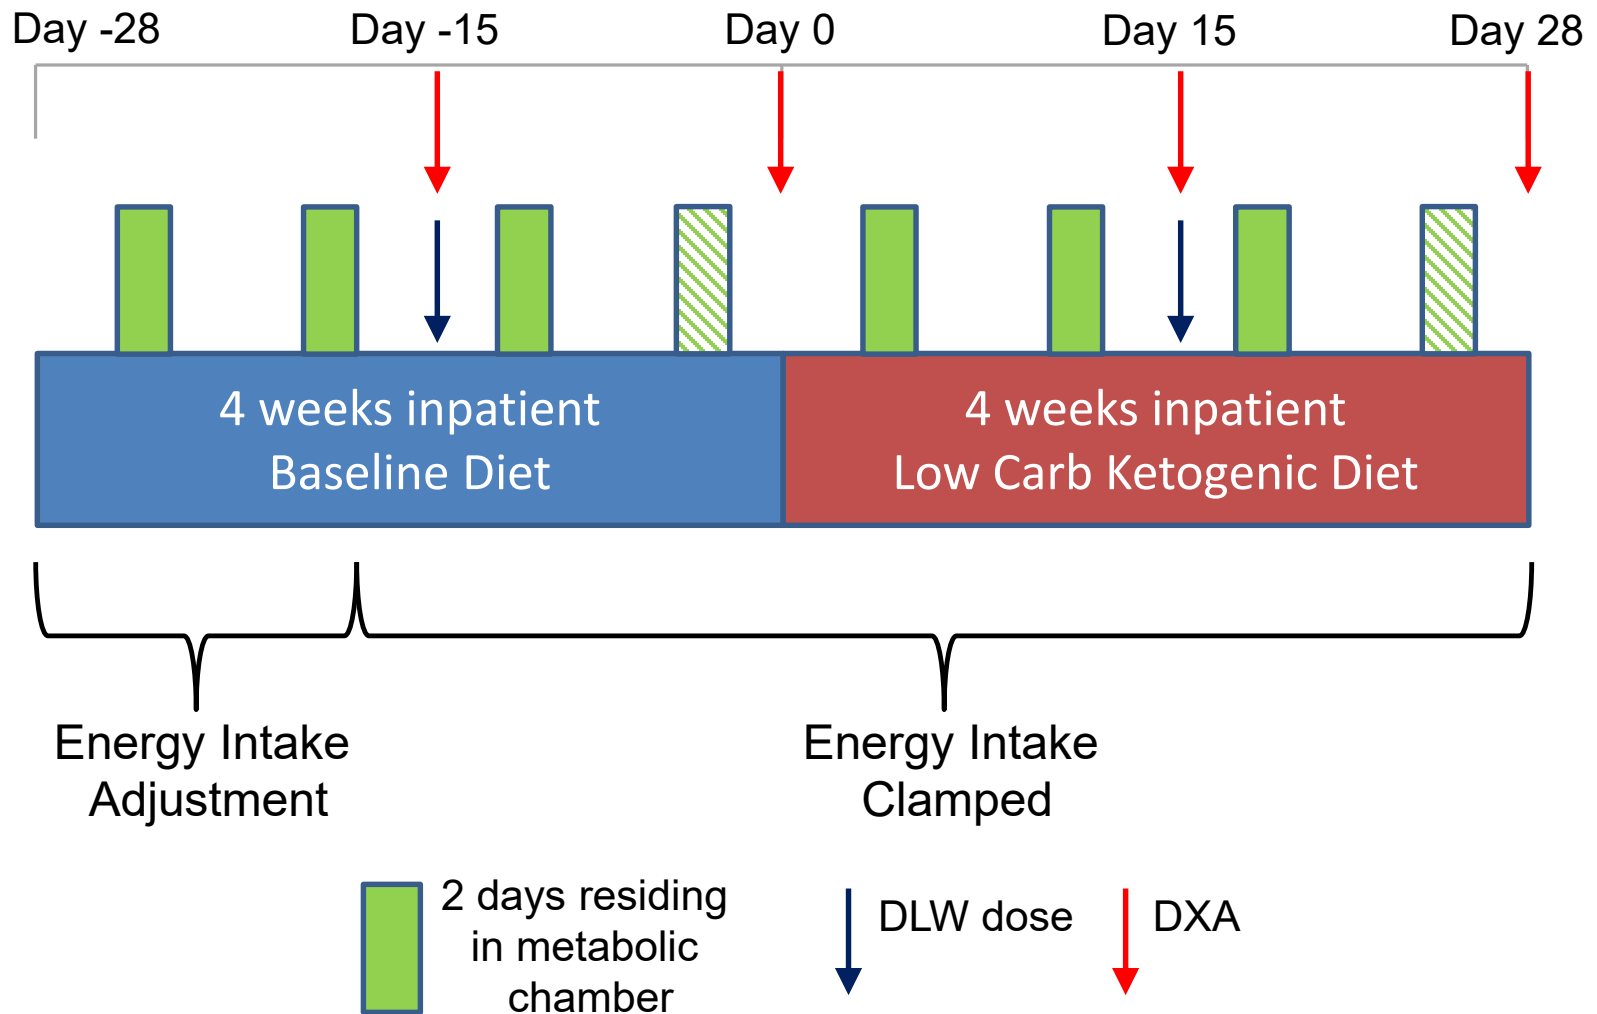 Day -28
Day -15
Day 0
Day 15
Day 28
4 weeks inpatient
Baseline Diet
4 weeks inpatient
Low Carb Ketogenic Diet
Energy Intake
Adjustment
Energy Intake
Clamped
2 days residing
in metabolic
chamber
DLW dose
DXA